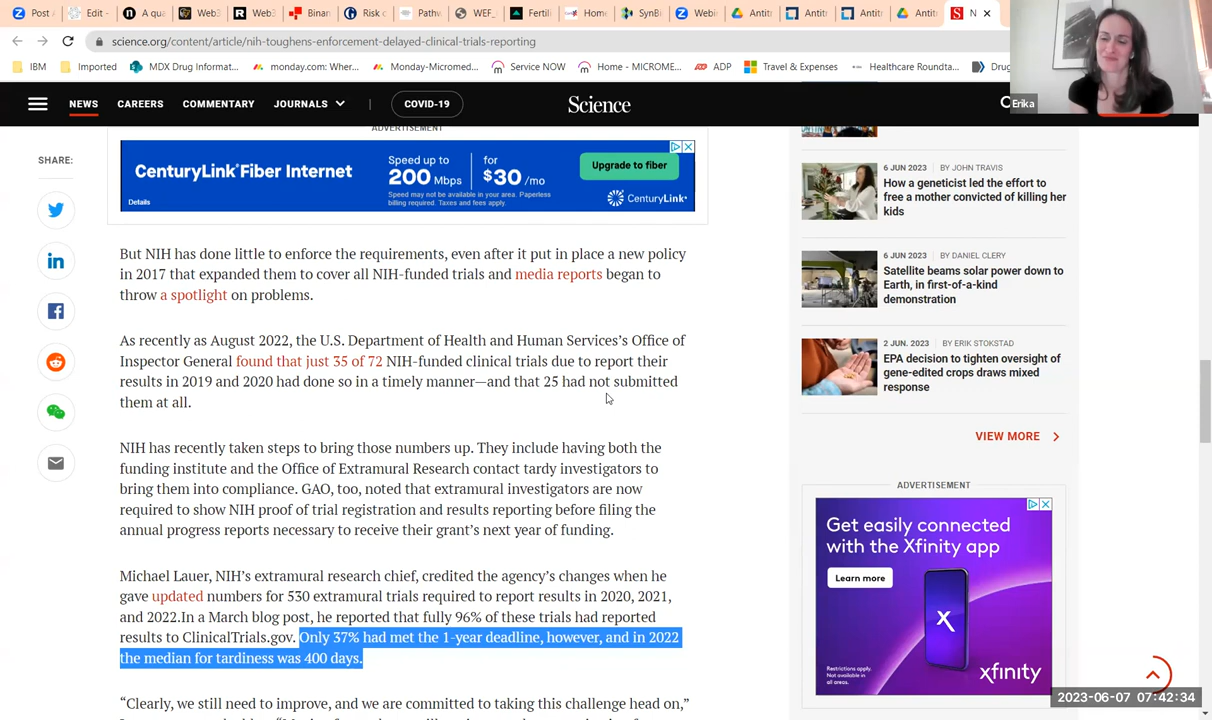 Post A
Edit -
A qua
Web3
Web3
Binan
Risk c
Pathw
WEF_
Fertili
Home
SynBi
Webin
Antit
Antit
Antit
Antit
N
science.org/content/article/nih-toughens-enforcement-delayed-clinical-trials-reporting
IBM
Imported
MDX Drug Informat...
monday.com: Wher...
Monday-Micromed...
Service NOW
Home - MICROME...
ADP
Travel & Expenses
Healthcare Roundta...
Erika
NEWS
CAREERS
COMMENTARY
JOURNALS
COVID-19
Science
SHARE:
ADVERTISEMENT
CenturyLink® Fiber Internet
Details
Speed up to
200 Mbps
for
$30 /mo
Speed may not be available in your area. Paperless
billing required. Taxes and fees apply.
Upgrade to fiber
CenturyLink®
But NIH has done little to enforce the requirements, even after it put in place a new policy
in 2017 that expanded them to cover all NIH-funded trials and media reports began to
throw a spotlight on problems.
As recently as August 2022, the U.S. Department of Health and Human Services’s Office of
Inspector General found that just 35 of 72 NIH-funded clinical trials due to report their
results in 2019 and 2020 had done so in a timely manner—and that 25 had not submitted
them at all.
NIH has recently taken steps to bring those numbers up. They include having both the
funding institute and the Office of Extramural Research contact tardy investigators to
bring them into compliance. GAO, too, noted that extramural investigators are now
required to show NIH proof of trial registration and results reporting before filing the
annual progress reports necessary to receive their grant’s next year of funding.
Michael Lauer, NIH’s extramural research chief, credited the agency’s changes when he
gave updated numbers for 530 extramural trials required to report results in 2020, 2021,
and 2022.In a March blog post, he reported that fully 96% of these trials had reported
results to ClinicalTrials.gov. Only 37% had met the 1-year deadline, however, and in 2022
the median for tardiness was 400 days.
“Clearly, we still need to improve, and we are committed to taking this challenge head on,”
6 JUN 2023 | BY JOHN TRAVIS
How a geneticist led the effort to
free a mother convicted of killing her
kids
6 JUN 2023 | BY DANIEL CLERY
Satellite beams solar power down to
Earth, in first-of-a-kind
demonstration
2 JUN. 2023 | BY ERIK STOKSTAD
EPA decision to tighten oversight of
gene-edited crops draws mixed
response
VIEW MORE
ADVERTISEMENT
Get easily connected
with the Xfinity app
Learn more
X
Restrictions apply.
Not available in
all areas.
xfinity
2023-06-07 07:42:34